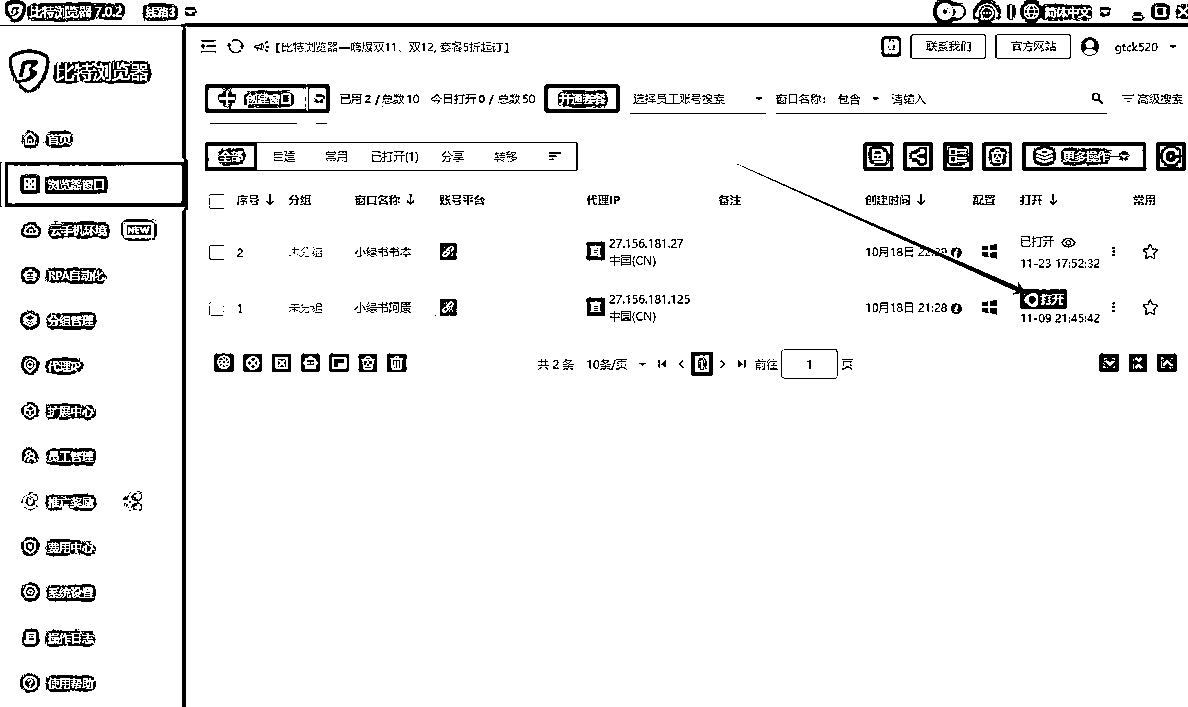 比特浏览器 7.0.2 线路3
简体中文
比特浏览器
【比特浏览器—嗨爆双11、双12, 套餐5折起订】
联系我们 官方网站 gtck520
创建窗口 已用 2 / 总数 10 今日打开 0 / 总数 50 开通套餐 选择员工账号搜索 窗口名称: 包含 请输入 高级搜索
首页
浏览器窗口
云手机环境 NEW
RPA自动化
分组管理
代理IP
扩展中心
员工管理
推广奖励
费用中心
系统设置
操作日志
使用帮助
全部 自建 常用 已打开(1) 分享 转移 更多操作
序号 分组 窗口名称 账号平台 代理IP 备注 创建时间 配置 打开 常用
2 未分组 小绿书书本 直 27.156.181.27 中国(CN) 10月18日 已打开 11-23 17:52:32
1 未分组 小绿书阿康 直 27.156.181.125 中国(CN) 10月18日 21:28 打开 11-09 21:45:42
共 2 条 10条/页 1 前往 1 页